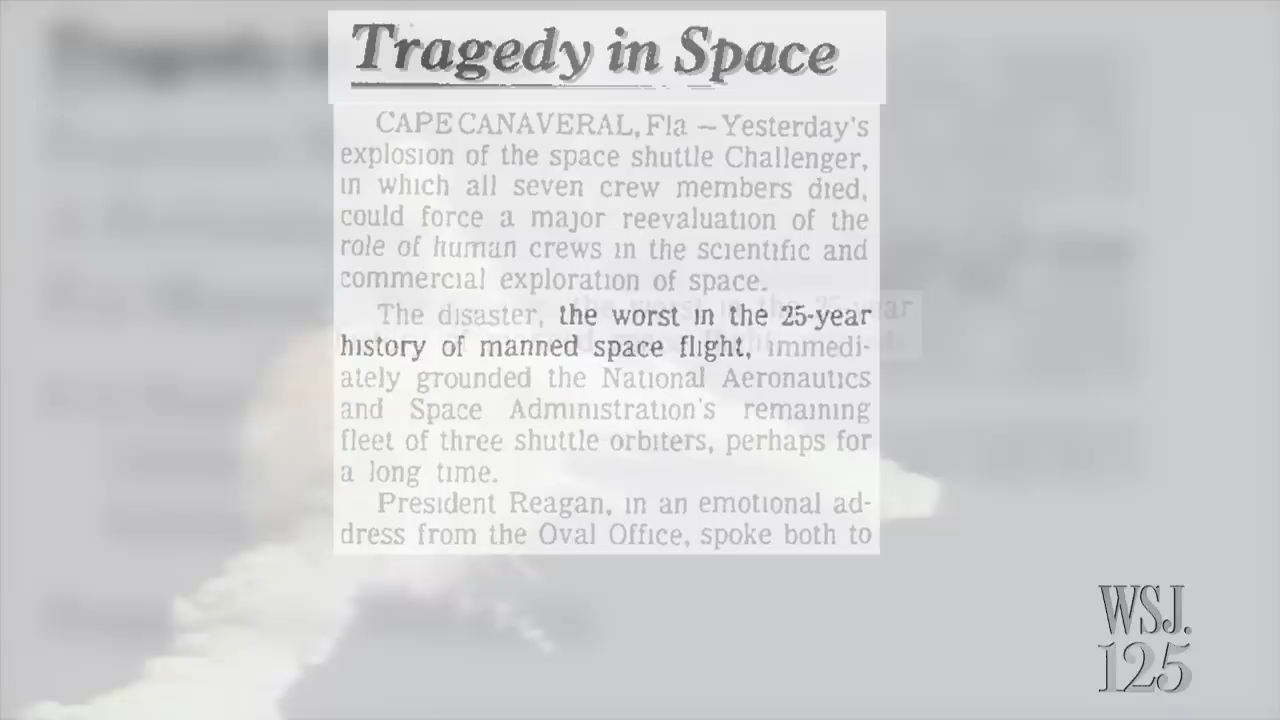 Tragedy in Space
CAPE CANAVERAL, Fla — Yesterday's
explosion of the space shuttle Challenger,
in which all seven crew members died,
could force a major reevaluation of the
role of human crews in the scientific and
commercial exploration of space.
The disaster, the worst in the 25-year
history of manned space flight, immedi-
ately grounded the National Aeronautics
and Space Administration's remaining
fleet of three shuttle orbiters, perhaps for
a long time.
President Reagan, in an emotional ad-
dress from the Oval Office, spoke both to
WSJ.
125